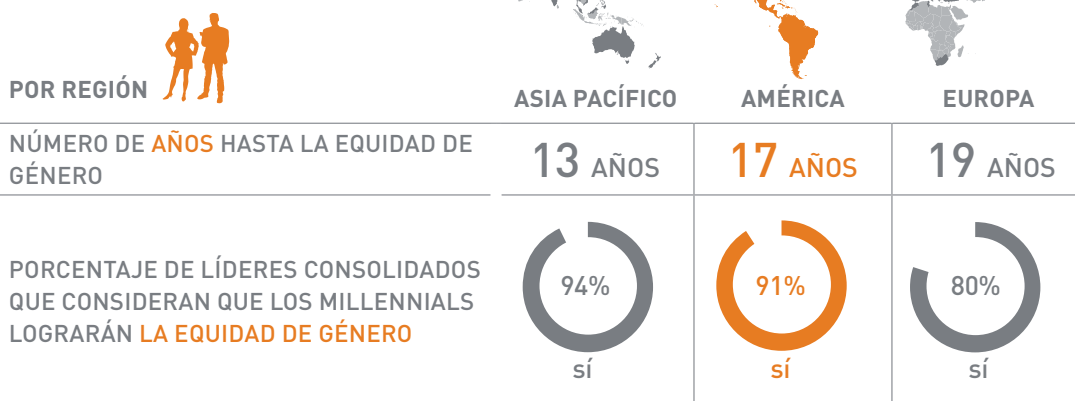 POR REGIÓN
ASIA PACÍFICO
AMÉRICA
EUROPA
NÚMERO DE AÑOS HASTA LA EQUIDAD DE
GÉNERO
13 AÑOS
17 AÑOS
19 AÑOS
PORCENTAJE DE LÍDERES CONSOLIDADOS
QUE CONSIDERAN QUE LOS MILLENNIALS
LOGRARÁN LA EQUIDAD DE GÉNERO
94%
sí
91%
sí
80%
sí